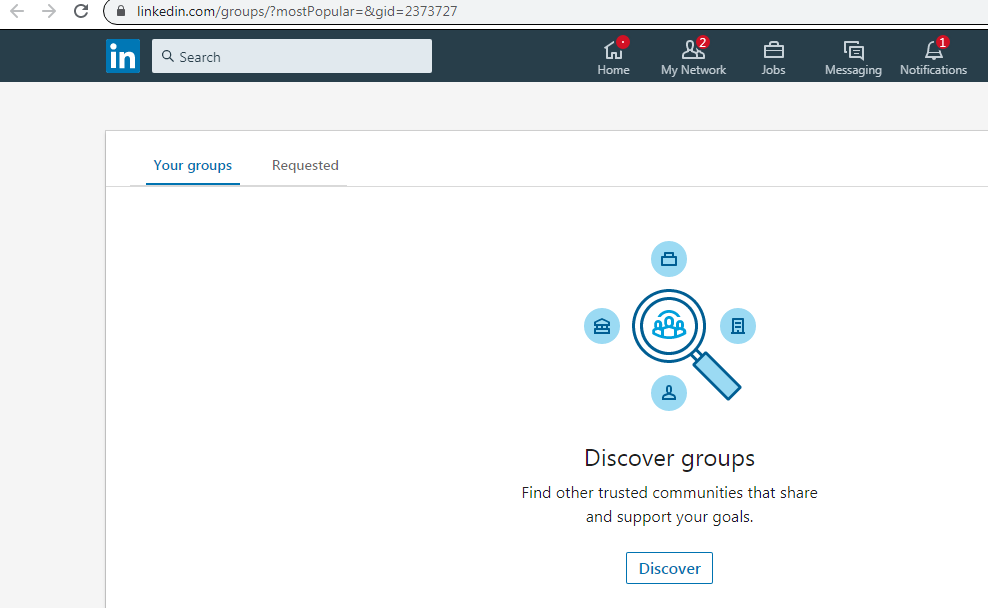 linkedin.com/groups/?mostPopular=&gid=2373727
in
Search
Home
2
My Network
Jobs
Messaging
1
Notifications
Your groups
Requested
Discover groups
Find other trusted communities that share
and support your goals.
Discover